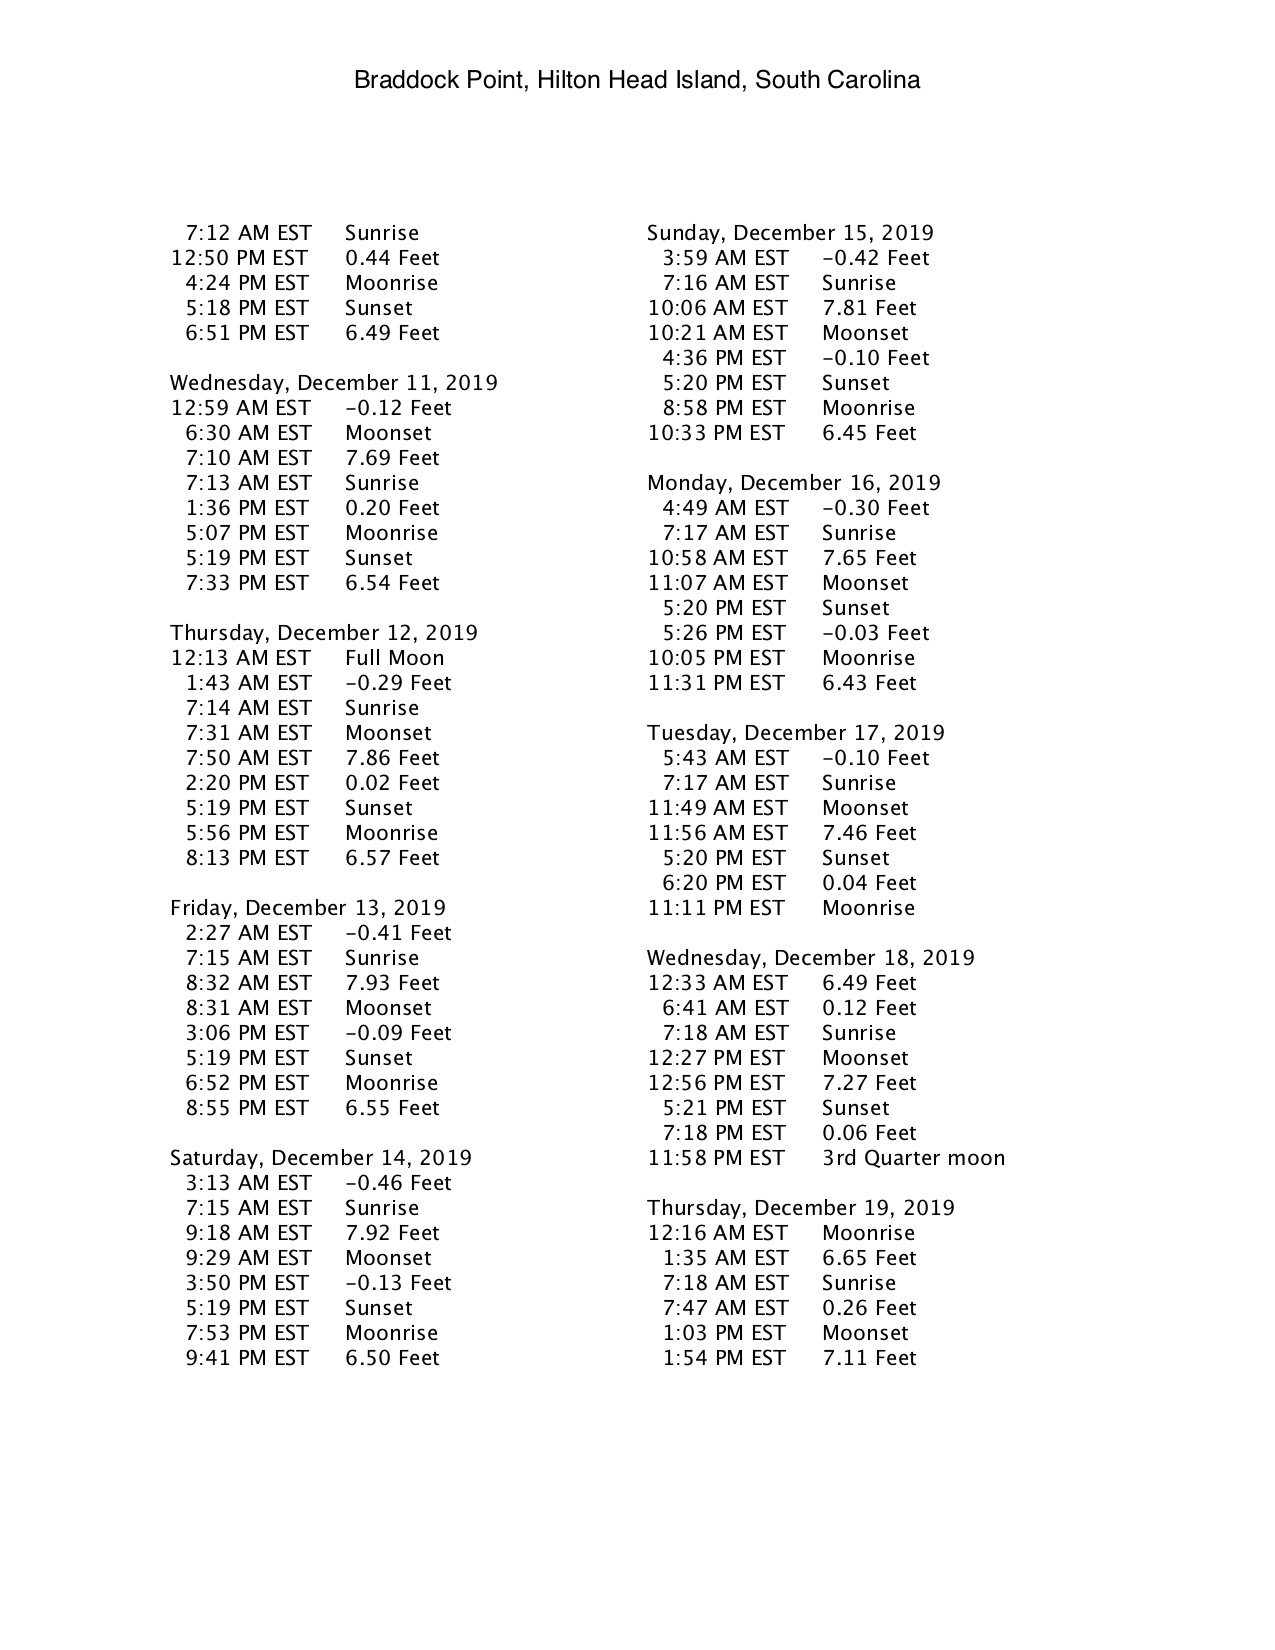 Braddock Point, Hilton Head Island, South Carolina
7:12 AM EST Sunrise
12:50 PM EST 0.44 Feet
4:24 PM EST Moonrise
5:18 PM EST Sunset
6:51 PM EST 6.49 Feet
Wednesday, December 11, 2019
12:59 AM EST -0.12 Feet
6:30 AM EST Moonset
7:10 AM EST 7.69 Feet
7:13 AM EST Sunrise
1:36 PM EST 0.20 Feet
5:07 PM EST Moonrise
5:19 PM EST Sunset
7:33 PM EST 6.54 Feet
Thursday, December 12, 2019
12:13 AM EST Full Moon
1:43 AM EST -0.29 Feet
7:14 AM EST Sunrise
7:31 AM EST Moonset
7:50 AM EST 7.86 Feet
2:20 PM EST 0.02 Feet
5:19 PM EST Sunset
5:56 PM EST Moonrise
8:13 PM EST 6.57 Feet
Friday, December 13, 2019
2:27 AM EST -0.41 Feet
7:15 AM EST Sunrise
8:32 AM EST 7.93 Feet
8:31 AM EST Moonset
3:06 PM EST -0.09 Feet
5:19 PM EST Sunset
6:52 PM EST Moonrise
8:55 PM EST 6.55 Feet
Saturday, December 14, 2019
3:13 AM EST -0.46 Feet
7:15 AM EST Sunrise
9:18 AM EST 7.92 Feet
9:29 AM EST Moonset
3:50 PM EST -0.13 Feet
5:19 PM EST Sunset
7:53 PM EST Moonrise
9:41 PM EST 6.50 Feet
Sunday, December 15, 2019
3:59 AM EST -0.42 Feet
7:16 AM EST Sunrise
10:06 AM EST 7.81 Feet
10:21 AM EST Moonset
4:36 PM EST -0.10 Feet
5:20 PM EST Sunset
8:58 PM EST Moonrise
10:33 PM EST 6.45 Feet
Monday, December 16, 2019
4:49 AM EST -0.30 Feet
7:17 AM EST Sunrise
10:58 AM EST 7.65 Feet
11:07 AM EST Moonset
5:20 PM EST Sunset
5:26 PM EST -0.03 Feet
10:05 PM EST Moonrise
11:31 PM EST 6.43 Feet
Tuesday, December 17, 2019
5:43 AM EST -0.10 Feet
7:17 AM EST Sunrise
11:49 AM EST Moonset
11:56 AM EST 7.46 Feet
5:20 PM EST Sunset
6:20 PM EST 0.04 Feet
11:11 PM EST Moonrise
Wednesday, December 18, 2019
12:33 AM EST 6.49 Feet
6:41 AM EST 0.12 Feet
7:18 AM EST Sunrise
12:27 PM EST Moonset
12:56 PM EST 7.27 Feet
5:21 PM EST Sunset
7:18 PM EST 0.06 Feet
11:58 PM EST 3rd Quarter moon
Thursday, December 19, 2019
12:16 AM EST Moonrise
1:35 AM EST 6.65 Feet
7:18 AM EST Sunrise
7:47 AM EST 0.26 Feet
1:03 PM EST Moonset
1:54 PM EST 7.11 Feet